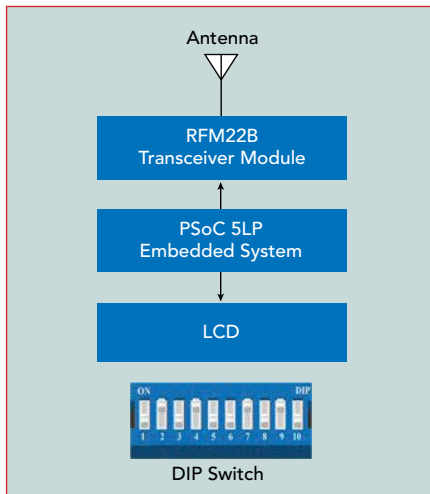 Antenna
RFM22B
Transceiver Module
PSoC 5LP
Embedded System
LCD
ON DIP
1 2 3 4 5 6 7 8 9 10
DIP Switch